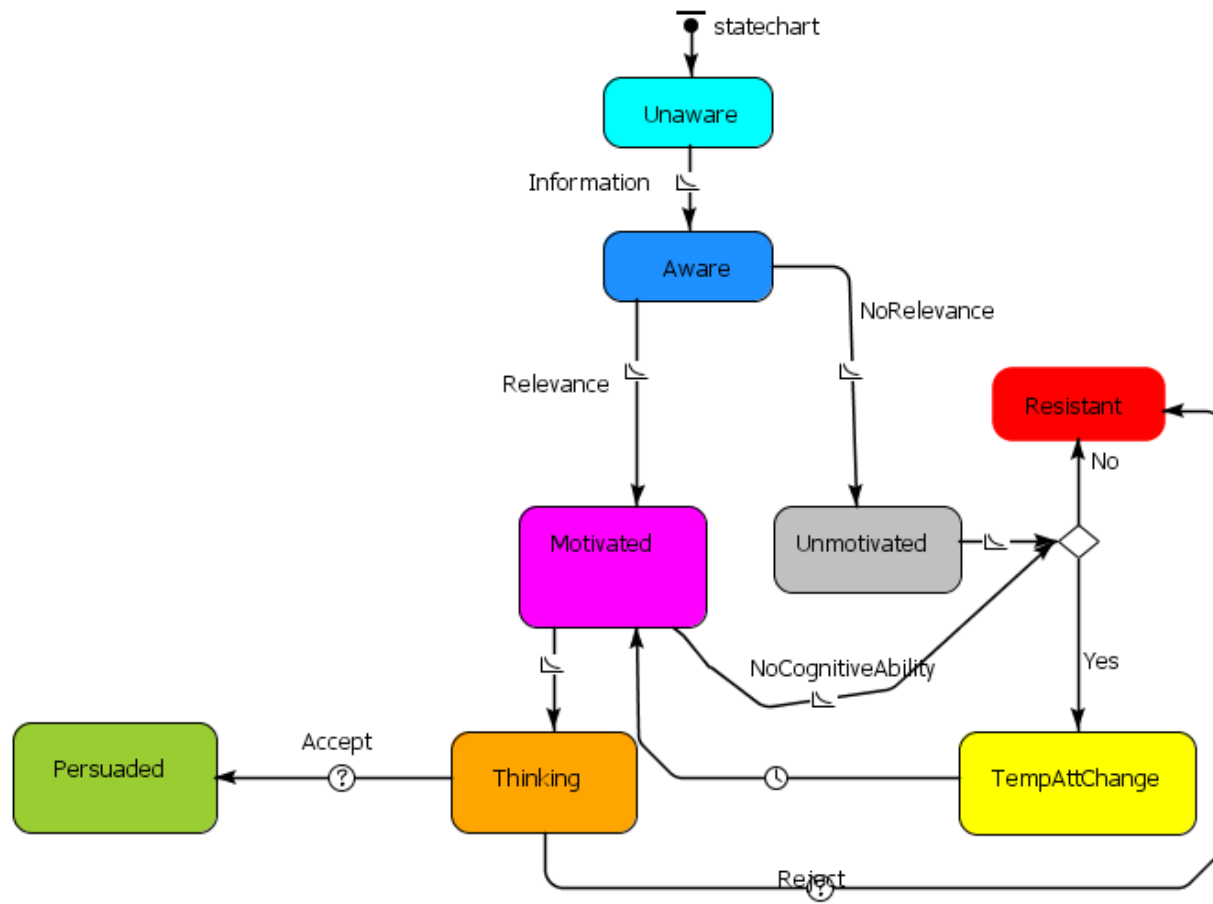 statechart
Unaware
Information
Aware
NoRelevance
Relevance
Resistant
No
Motivated
Unmotivated
NoCognitiveAbility
Yes
Accept
Persuaded
Thinking
TempAttChange
Reject
?
?